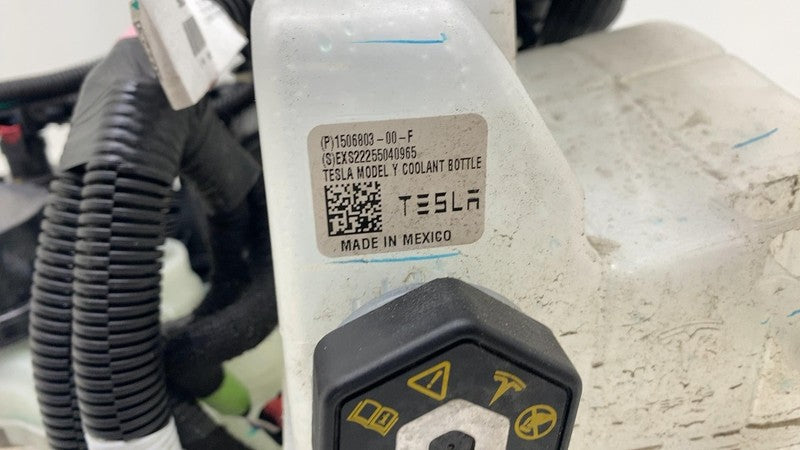 (P)1506803-00-F
(S)EXS22255040965
TESLA MODEL Y COOLANT BOTTLE
TESLA
MADE IN MEXICO